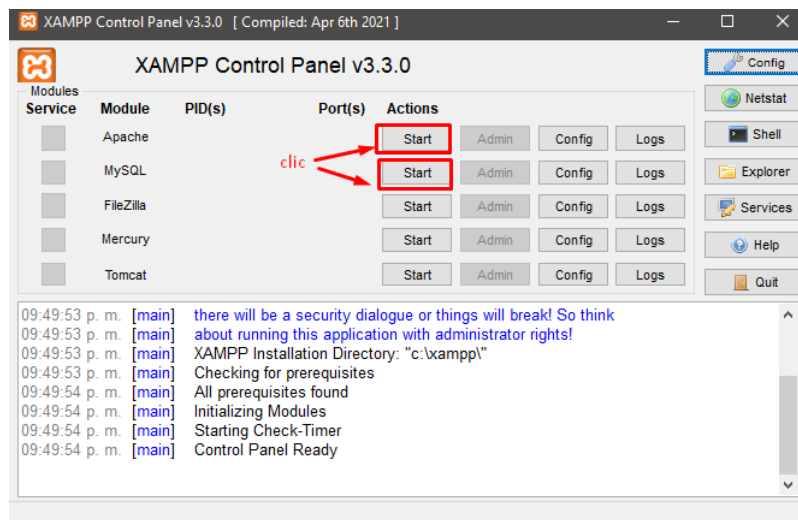 XAMPP Control Panel v3.3.0 [ Compiled: Apr 6th 2021 ]
XAMPP Control Panel v3.3.0
Config
Modules
Service Module PID(s) Port(s) Actions
Netstat
Apache Start Admin Config Logs
Shell
clic
MySQL Start Admin Config Logs
Explorer
FileZilla Start Admin Config Logs
Services
Mercury Start Admin Config Logs
Help
Tomcat Start Admin Config Logs
Quit
09:49:53 p. m. [main] there will be a security dialogue or things will break! So think
09:49:53 p. m. [main] about running this application with administrator rights!
09:49:53 p. m. [main] XAMPP Installation Directory: "c:\xampp\"
09:49:53 p. m. [main] Checking for prerequisites
09:49:54 p. m. [main] All prerequisites found
09:49:54 p. m. [main] Initializing Modules
09:49:54 p. m. [main] Starting Check-Timer
09:49:54 p. m. [main] Control Panel Ready